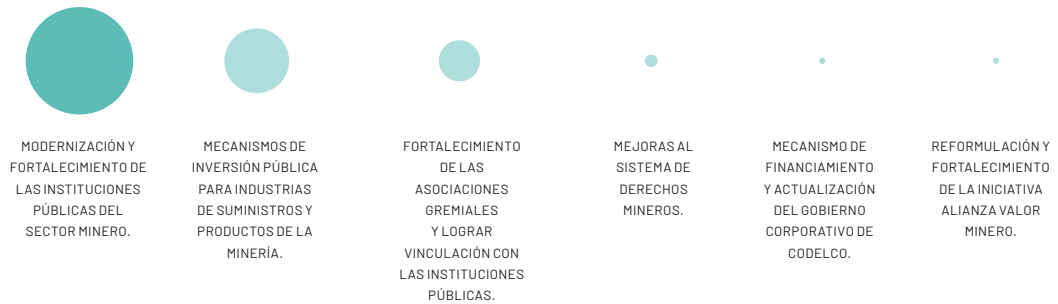 MODERNIZACIÓN Y
FORTALECIMIENTO DE
LAS INSTITUCIONES
PÚBLICAS DEL
SECTOR MINERO.
MECANISMOS DE
INVERSIÓN PÚBLICA
PARA INDUSTRIAS
DE SUMINISTROS Y
PRODUCTOS DE LA
MINERÍA.
FORTALECIMIENTO
DE LAS
ASOCIACIONES
GREMIALES
Y LOGRAR
VINCULACIÓN CON
LAS INSTITUCIONES
PÚBLICAS.
MEJORAS AL
SISTEMA DE
DERECHOS
MINEROS.
MECANISMO DE
FINANCIAMIENTO
Y ACTUALIZACIÓN
DEL GOBIERNO
CORPORATIVO DE
CODELCO.
REFORMULACIÓN Y
FORTALECIMIENTO
DE LA INICIATIVA
ALIANZA VALOR
MINERO.